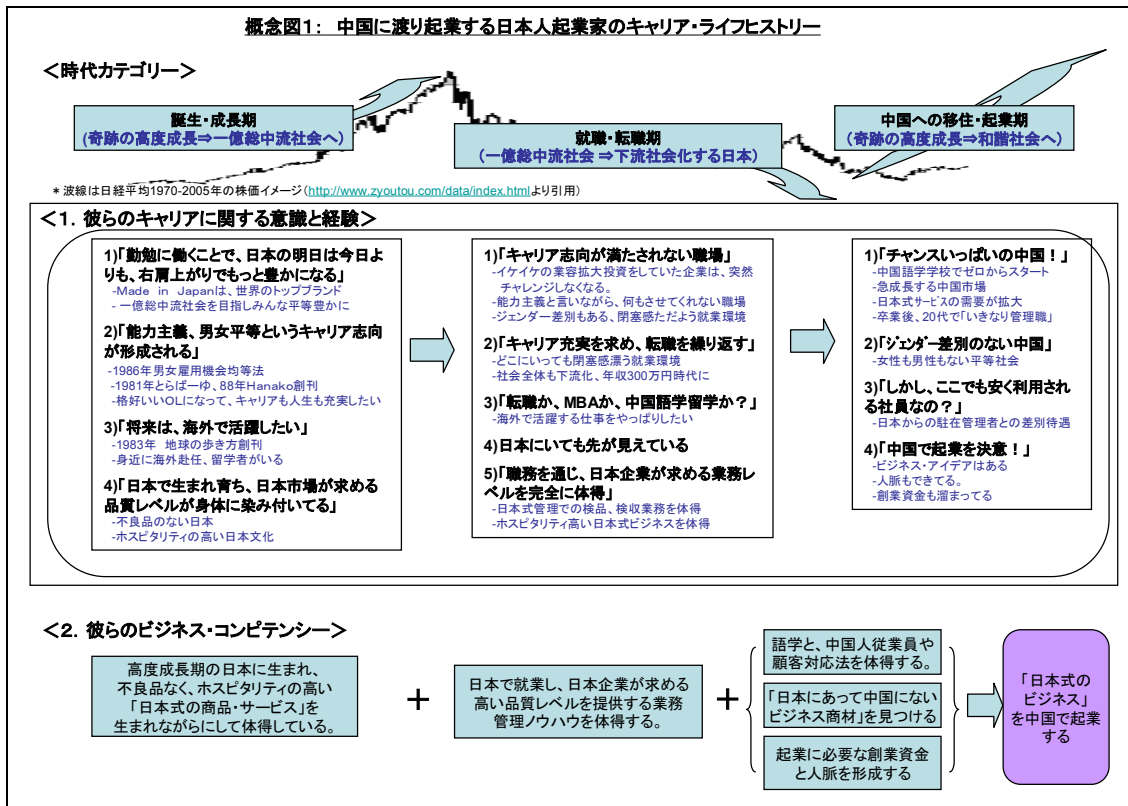 概念図1： 中国に渡り起業する日本人起業家のキャリア・ライフヒストリー
＜時代カテゴリー＞
誕生・成長期
(奇跡の高度成長⇒一億総中流社会へ)
就職・転職期
(一億総中流社会 ⇒下流社会化する日本)
中国への移住・起業期
(奇跡の高度成長⇒和諧社会へ)
* 波線は日経平均1970-2005年の株価イメージ（http://www.zyoutou.com/data/index.htmlより引用）
＜1．彼らのキャリアに関する意識と経験＞
1)「勤勉に働くことで、日本の明日は今日よ
りも、右肩上がりでもっと豊かになる」
-Made in Japanは、世界のトップブランド
- 一億総中流社会を目指しみんな平等豊かに
2)「能力主義、男女平等というキャリア志向
が形成される」
-1986年男女雇用機会均等法
-1981年とらばーゆ、88年Hanako創刊
-格好いいOLになって、キャリアも人生も充実したい
3)「将来は、海外で活躍したい」
-1983年 地球の歩き方創刊
-身近に海外赴任、留学者がいる
4)「日本で生まれ育ち、日本市場が求める
品質レベルが身体に染み付いてる」
-不良品のない日本
-ホスピタリティの高い日本文化
1)「キャリア志向が満たされない職場」
-イケイケの業容拡大投資をしていた企業は、突然
チャレンジしなくなる。
-能力主義と言いながら、何もさせてくれない職場
-ジェンダー差別もある、閉塞感ただよう就業環境
2)「キャリア充実を求め、転職を繰り返す」
-どこにいっても閉塞感漂う就業環境
-社会全体も下流化、年収300万円時代に
3)「転職か、MBAか、中国語学留学か？」
-海外で活躍する仕事をやっぱりしたい
4)日本にいても先が見えている
5)「職務を通じ、日本企業が求める業務レ
ベルを完全に体得」
-日本式管理での検品、検収業務を体得
-ホスピタリティ高い日本式ビジネスを体得
1)「チャンスいっぱいの中国！」
-中国語学学校でゼロからスタート
-急成長する中国市場
-日本式サービスの需要が拡大
-卒業後、20代で「いきなり管理職」
2)「ジェンダー差別のない中国」
-女性も男性もない平等社会
3)「しかし、ここでも安く利用され
る社員なの？」
-日本からの駐在管理者との差別待遇
4)「中国で起業を決意！」
-ビジネス・アイデアはある
-人脈もできてる。
-創業資金も溜まってる
＜2．彼らのビジネス・コンピテンシー＞
高度成長期の日本に生まれ、
不良品なく、ホスピタリティの高い
「日本式の商品・サービス」を
生まれながらにして体得している。
＋
日本で就業し、日本企業が求める
高い品質レベルを提供する業務
管理ノウハウを体得する。
＋
語学と、中国人従業員や
顧客対応法を体得する。
「日本にあって中国にない
ビジネス商材」を見つける
起業に必要な創業資金
と人脈を形成する
「日本式の
ビジネス」
を中国で起業
する